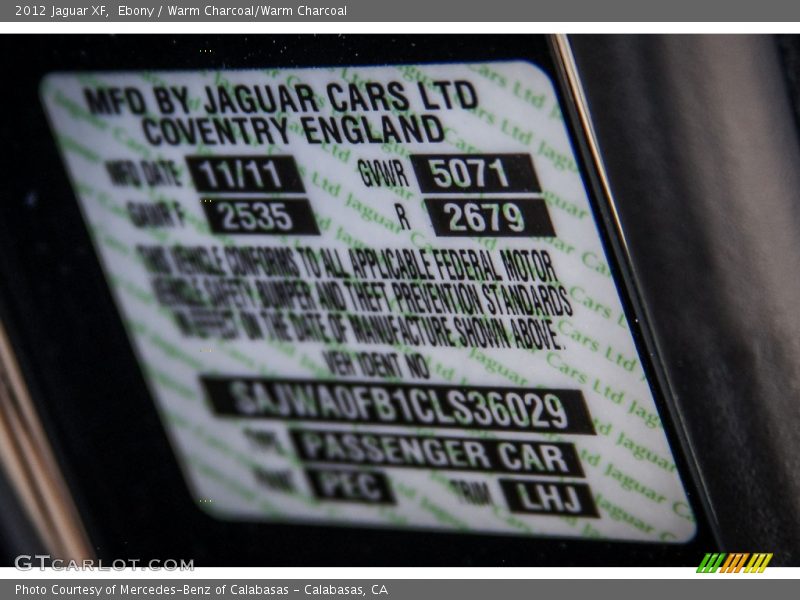 2012 Jaguar XF, Ebony / Warm Charcoal/Warm Charcoal
MFD BY JAGUAR CARS LTD
COVENTRY ENGLAND
MFD DATE 11/11 GVWR 5071
GAWR F 2535 R 2679
THIS VEHICLE CONFORMS TO ALL APPLICABLE FEDERAL MOTOR
VEHICLE SAFETY BUMPER AND THEFT PREVENTION STANDARDS
IN EFFECT ON THE DATE OF MANUFACTURE SHOWN ABOVE.
VEH IDENT NO
SAJWA0FB1CLS36029
TYPE PASSENGER CAR
PAINT PEC TRIM LHJ
GTCARLOT.COM
Photo Courtesy of Mercedes-Benz of Calabasas - Calabasas, CA